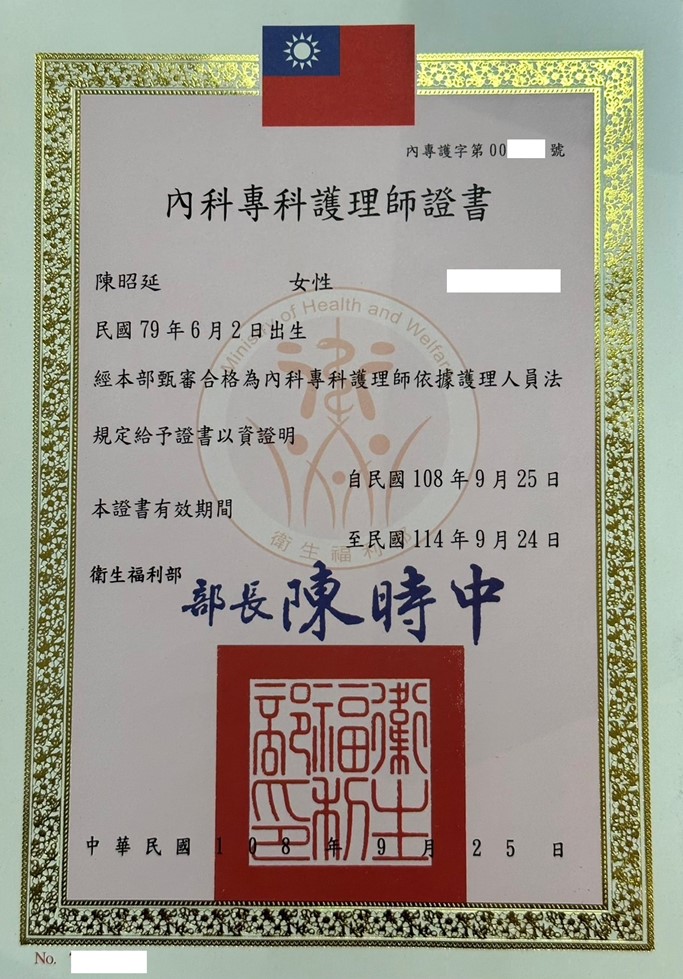 內專護字第00 號
內科專科護理師證書
陳昭延 女性
民國79年6月2日出生
經本部甄審合格為內科專科護理師依據護理人員法
規定給予證書以資證明
自民國108年9月25日
本證書有效期間
至民國114年9月24日
衛生福利部
部長陳時中
Ministry of Health and Welfare
衛生福利部
衛生福利部印
中華民國108年9月25日
No.